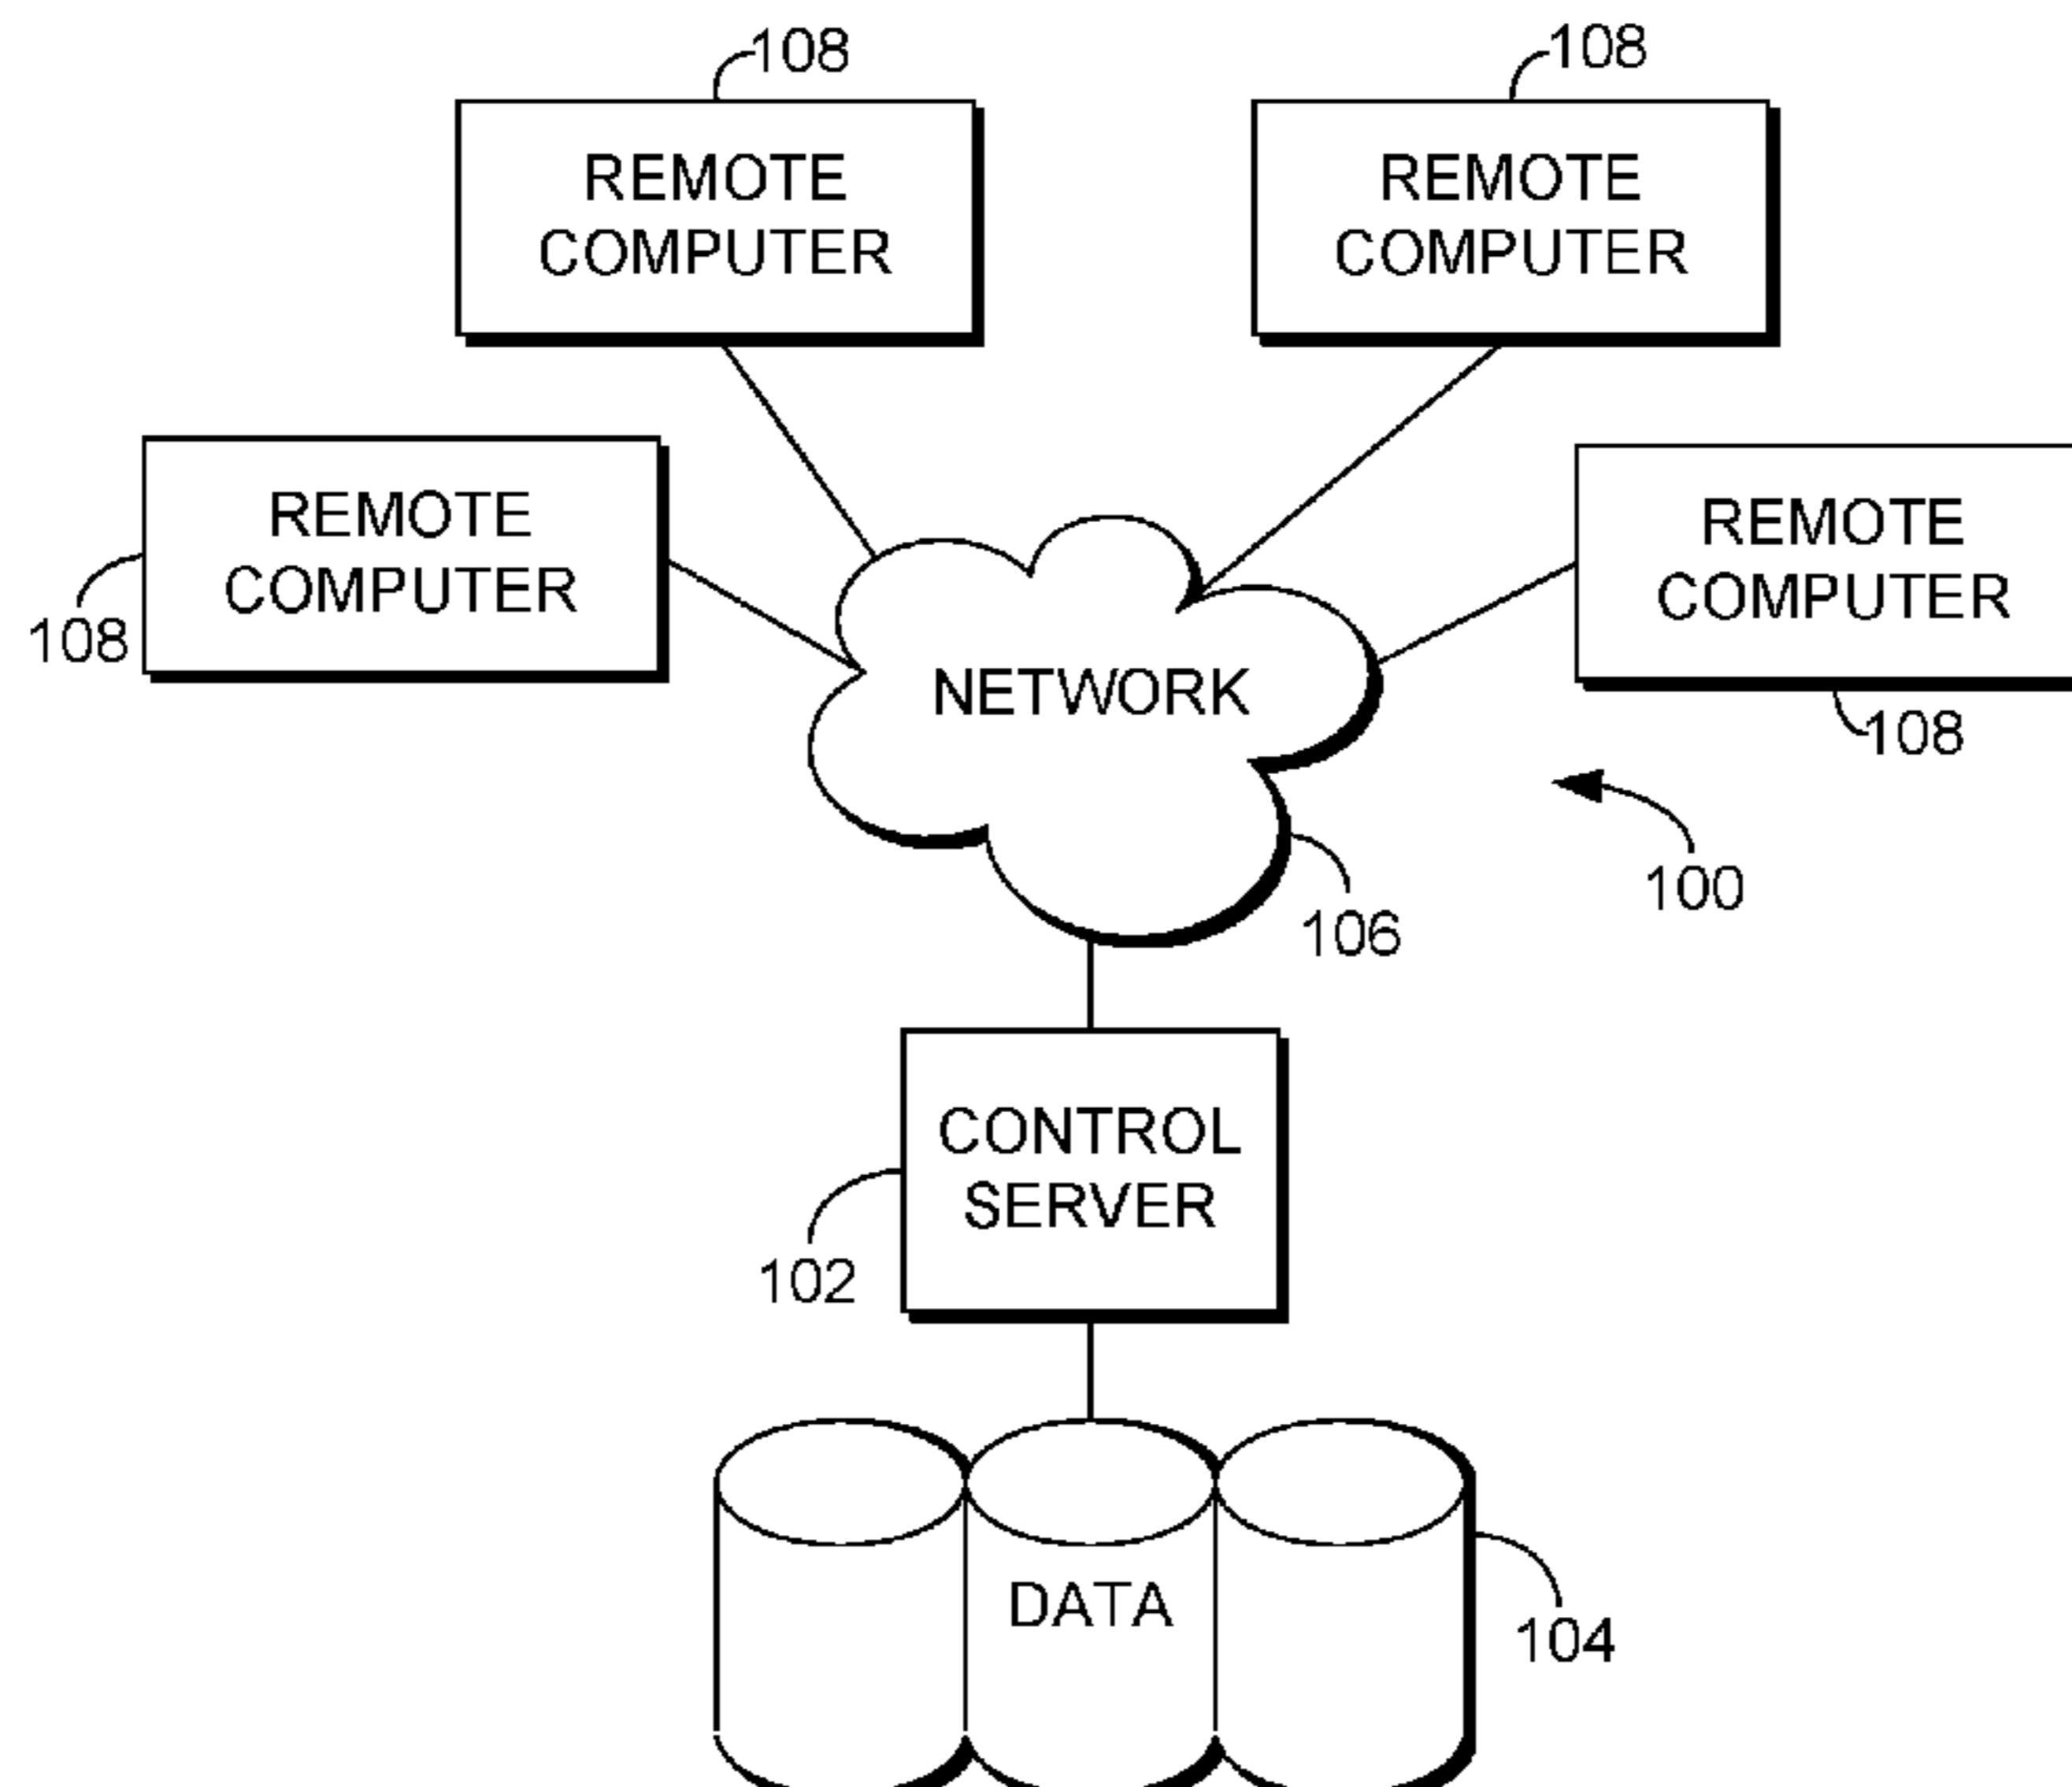 108
108
REMOTE
COMPUTER
REMOTE
COMPUTER
REMOTE
COMPUTER
108
REMOTE
COMPUTER
108
NETWORK
100
106
CONTROL
SERVER
102
DATA
104